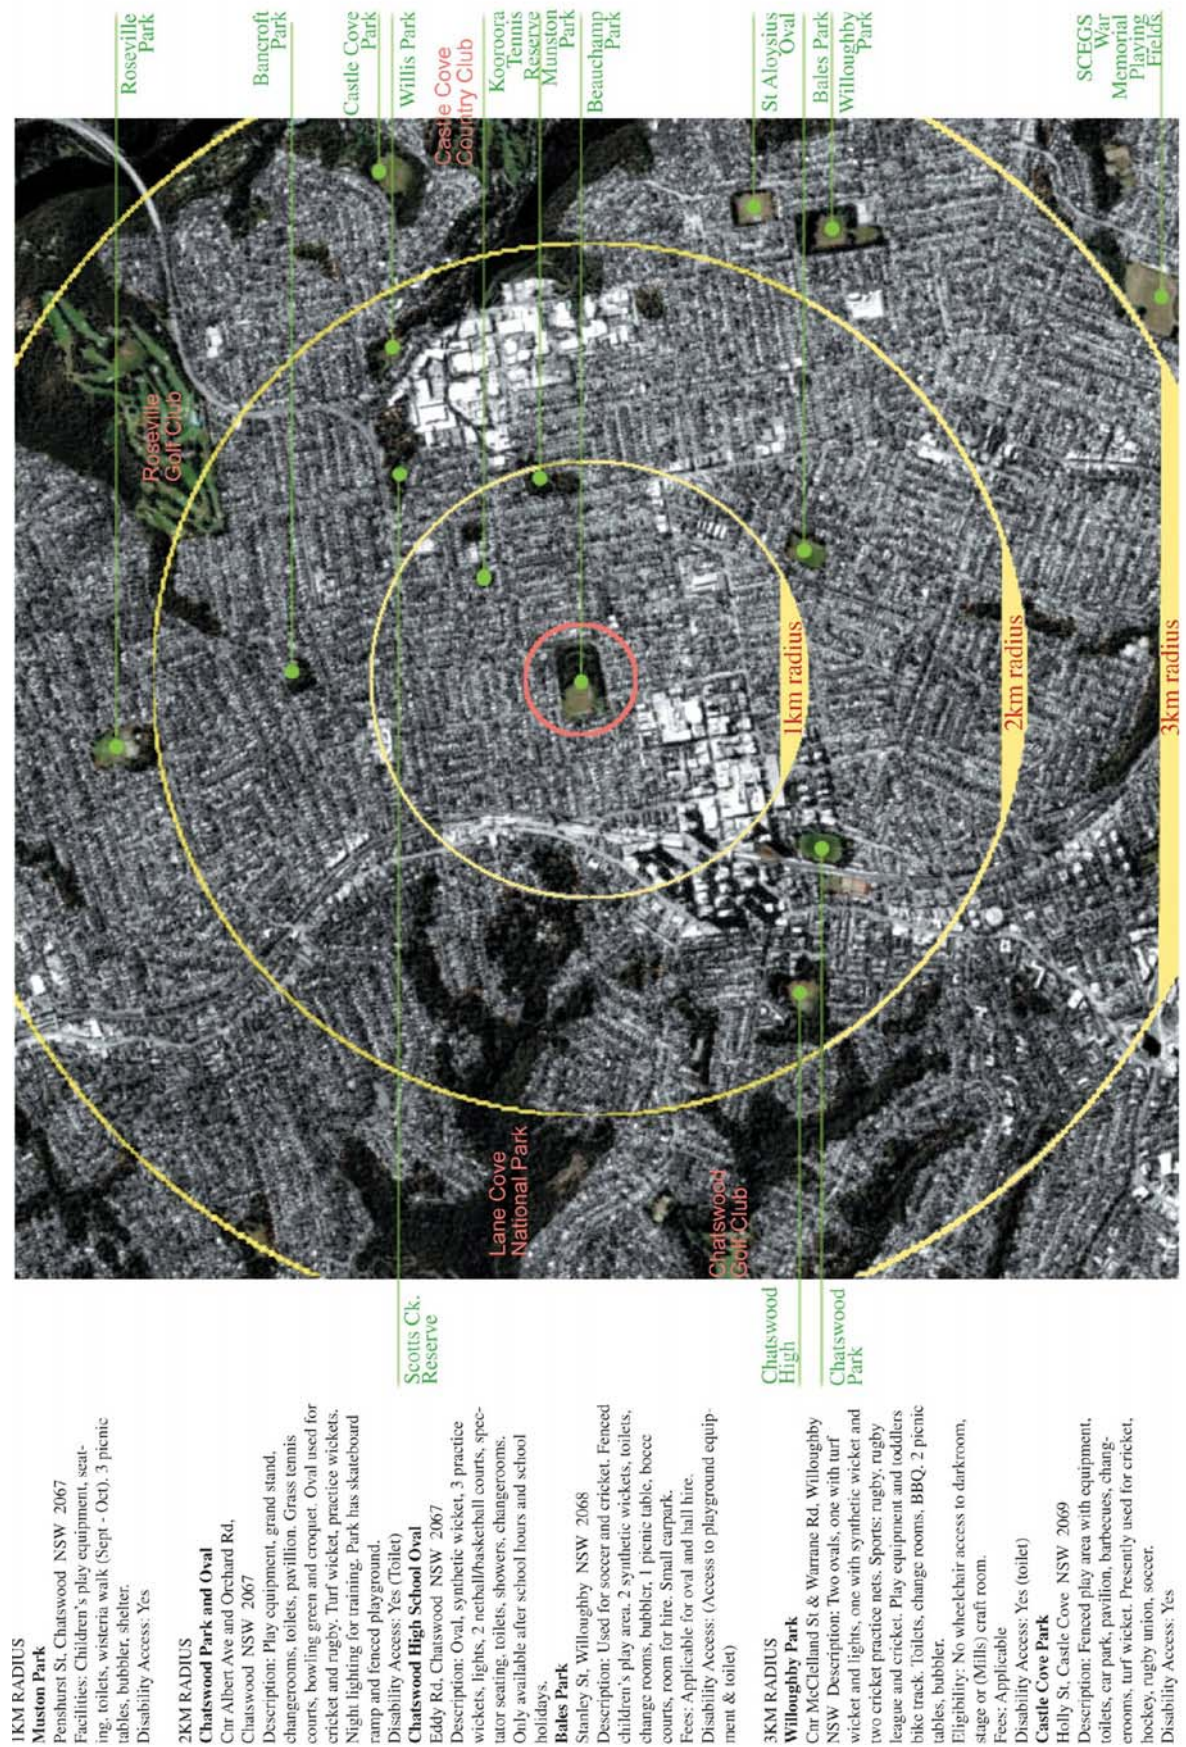 Roseville
Park
Bancroft
Park
Castle Cove
Park
Willis Park
Castle Cove
Country Club
Kooroora
Tennis
Reserve
Munston
Park
Beauchamp
Park
St Aloysius
Oval
Bales Park
Willoughby
Park
SCEGS
War
Memorial
Playing
Fields
Roseville
Golf Club
1km radius
2km radius
3km radius
Lane Cove
National Park
Chatswood
Golf Club
Scotts Ck.
Reserve
Chatswood
High
Chatswood
Park
1KM RADIUS
Muston Park
Penshurst St. Chatswood NSW 2067
Facilities: Children's play equipment, seat-
ing, toilets, wisteria walk (Sept - Oct). 3 picnic
tables, bubbler, shelter.
Disability Access: Yes
2KM RADIUS
Chatswood Park and Oval
Cnr Albert Ave and Orchard Rd,
Chatswood NSW 2067
Description: Play equipment, grand stand,
changerooms, toilets, pavillion. Grass tennis
courts, bowling green and croquet. Oval used for
cricket and rugby. Turf wicket, practice wickets.
Night lighting for training. Park has skateboard
ramp and fenced playground.
Disability Access: Yes (Toilet)
Chatswood High School Oval
Eddy Rd. Chatswood NSW 2067
Description: Oval, synthetic wicket, 3 practice
wickets, lights, 2 netball/basketball courts, spec-
tator seating, toilets, showers, changerooms.
Only available after school hours and school
holidays.
Bales Park
Stanley St. Willoughby NSW 2068
Description: Used for soccer and cricket. Fenced
children's play area. 2 synthetic wickets, toilets,
change rooms, bubbler, 1 picnic table, bocce
courts, room for hire. Small carpark.
Fees: Applicable for oval and hall hire.
Disability Access: (Access to playground equip-
ment & toilet)
3KM RADIUS
Willoughby Park
Cnr McClelland St & Warrane Rd. Willoughby
NSW Description: Two ovals, one with turf
wicket and lights, one with synthetic wicket and
two cricket practice nets. Sports: rugby, rugby
league and cricket. Play equipment and toddlers
bike track. Toilets, change rooms, BBQ. 2 picnic
tables, bubbler.
Eligibility: No wheelchair access to darkroom,
stage or (Mills) craft room.
Fees: Applicable
Disability Access: Yes (toilet)
Castle Cove Park
Holly St. Castle Cove NSW 2069
Description: Fenced play area with equipment,
toilets, car park, pavilion, barbecues, chang-
erooms, turf wicket. Presently used for cricket,
hockey, rugby union, soccer.
Disability Access: Yes